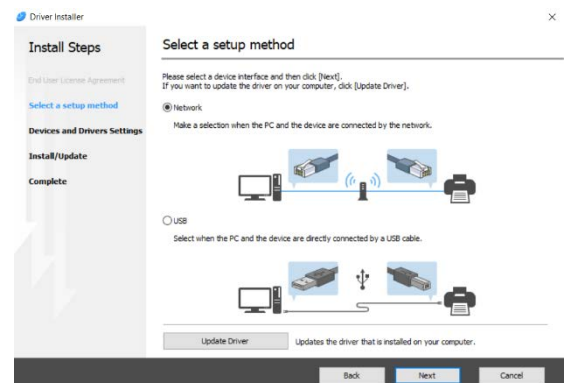 Driver Installer
Install Steps
End User License Agreement
Select a setup method
Devices and Drivers Settings
Install/Update
Complete
Select a setup method
Please select a device interface and then click [Next].
If you want to update the driver on your computer, click [Update Driver].
Network
Make a selection when the PC and the device are connected by the network.
USB
Select when the PC and the device are directly connected by a USB cable.
Update Driver
Updates the driver that is installed on your computer.
Back
Next
Cancel